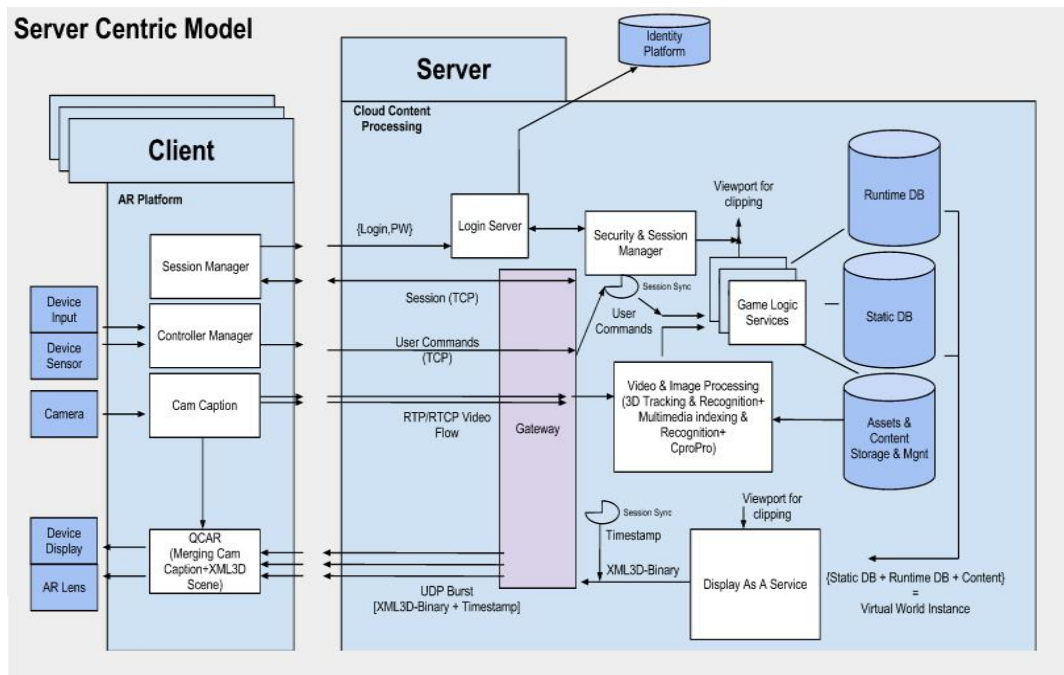 Server Centric Model
Identity
Platform
Server
Cloud Content
Processing
Client
AR Platform
Viewport for
clipping
Runtime DB
{Login,PW}
Login Server
Security & Session
Manager
Session Manager
Session (TCP)
Session Sync
User
Commands
Game Logic
Services
Static DB
Device
Input
Device
Sensor
Controller Manager
User Commands
(TCP)
Camera
Cam Caption
RTP/RTCP Video
Flow
Gateway
Video & Image Processing
(3D Tracking & Recognition+
Multimedia indexing &
Recognition+
CproPro)
Assets &
Content
Storage & Mgnt
Device
Display
AR Lens
QCAR
(Merging Cam
Caption+XML3D
Scene)
UDP Burst
[XML3D-Binary + Timestamp]
Session Sync
Timestamp
XML3D-Binary
Viewport for
clipping
Display As A Service
{Static DB + Runtime DB + Content}
=
Virtual World Instance